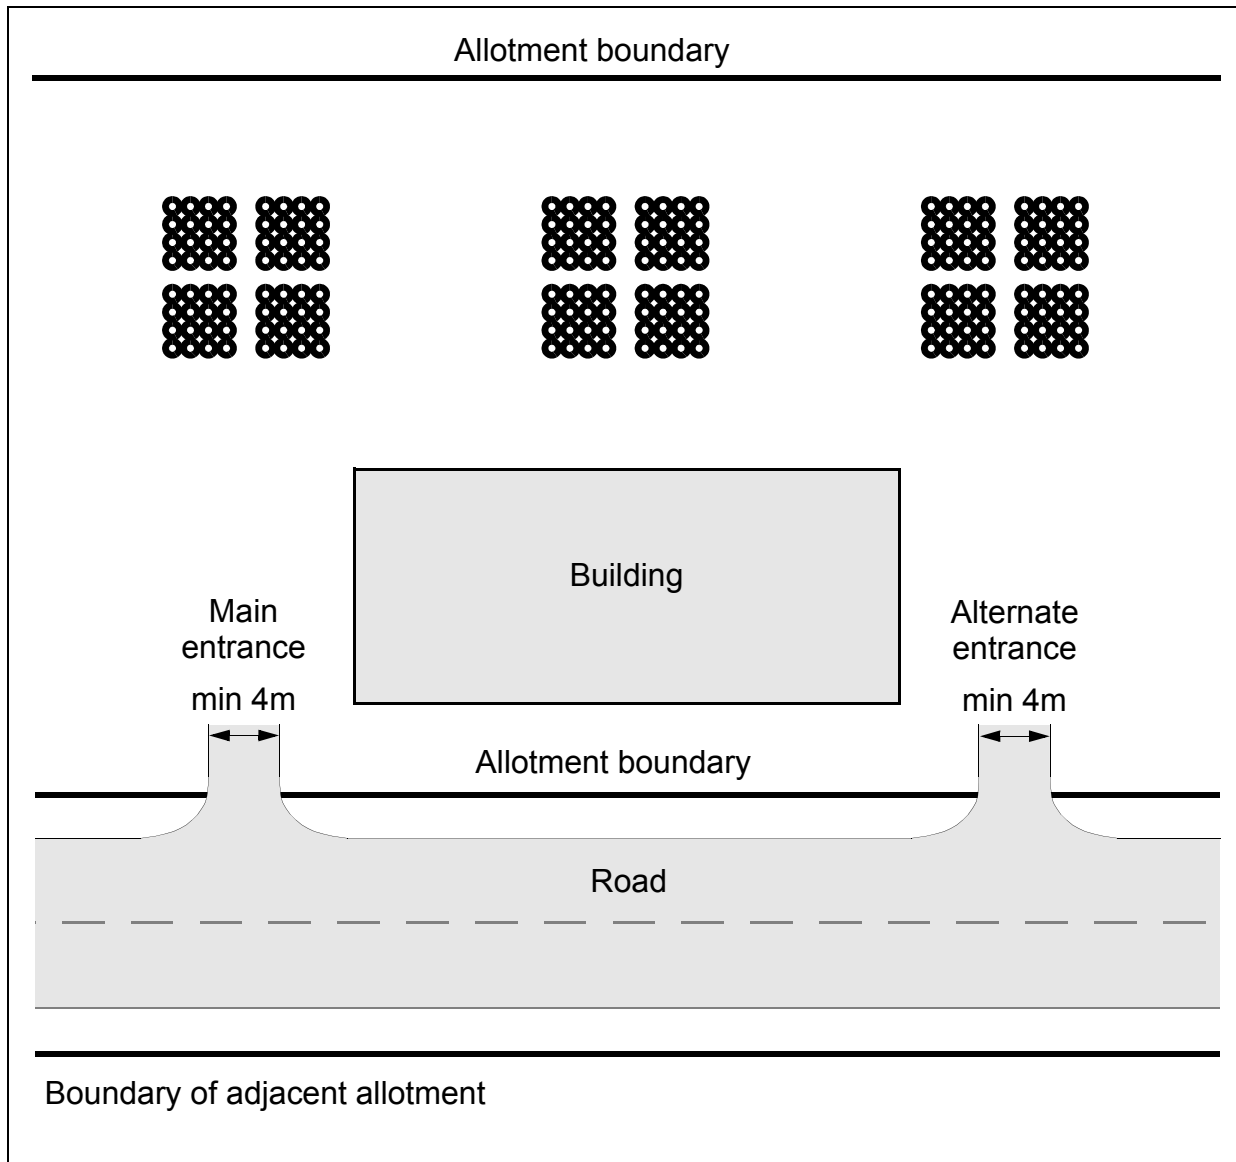 Allotment boundary
Building
Main
entrance
min 4m
Alternate
entrance
min 4m
Allotment boundary
Road
Boundary of adjacent allotment